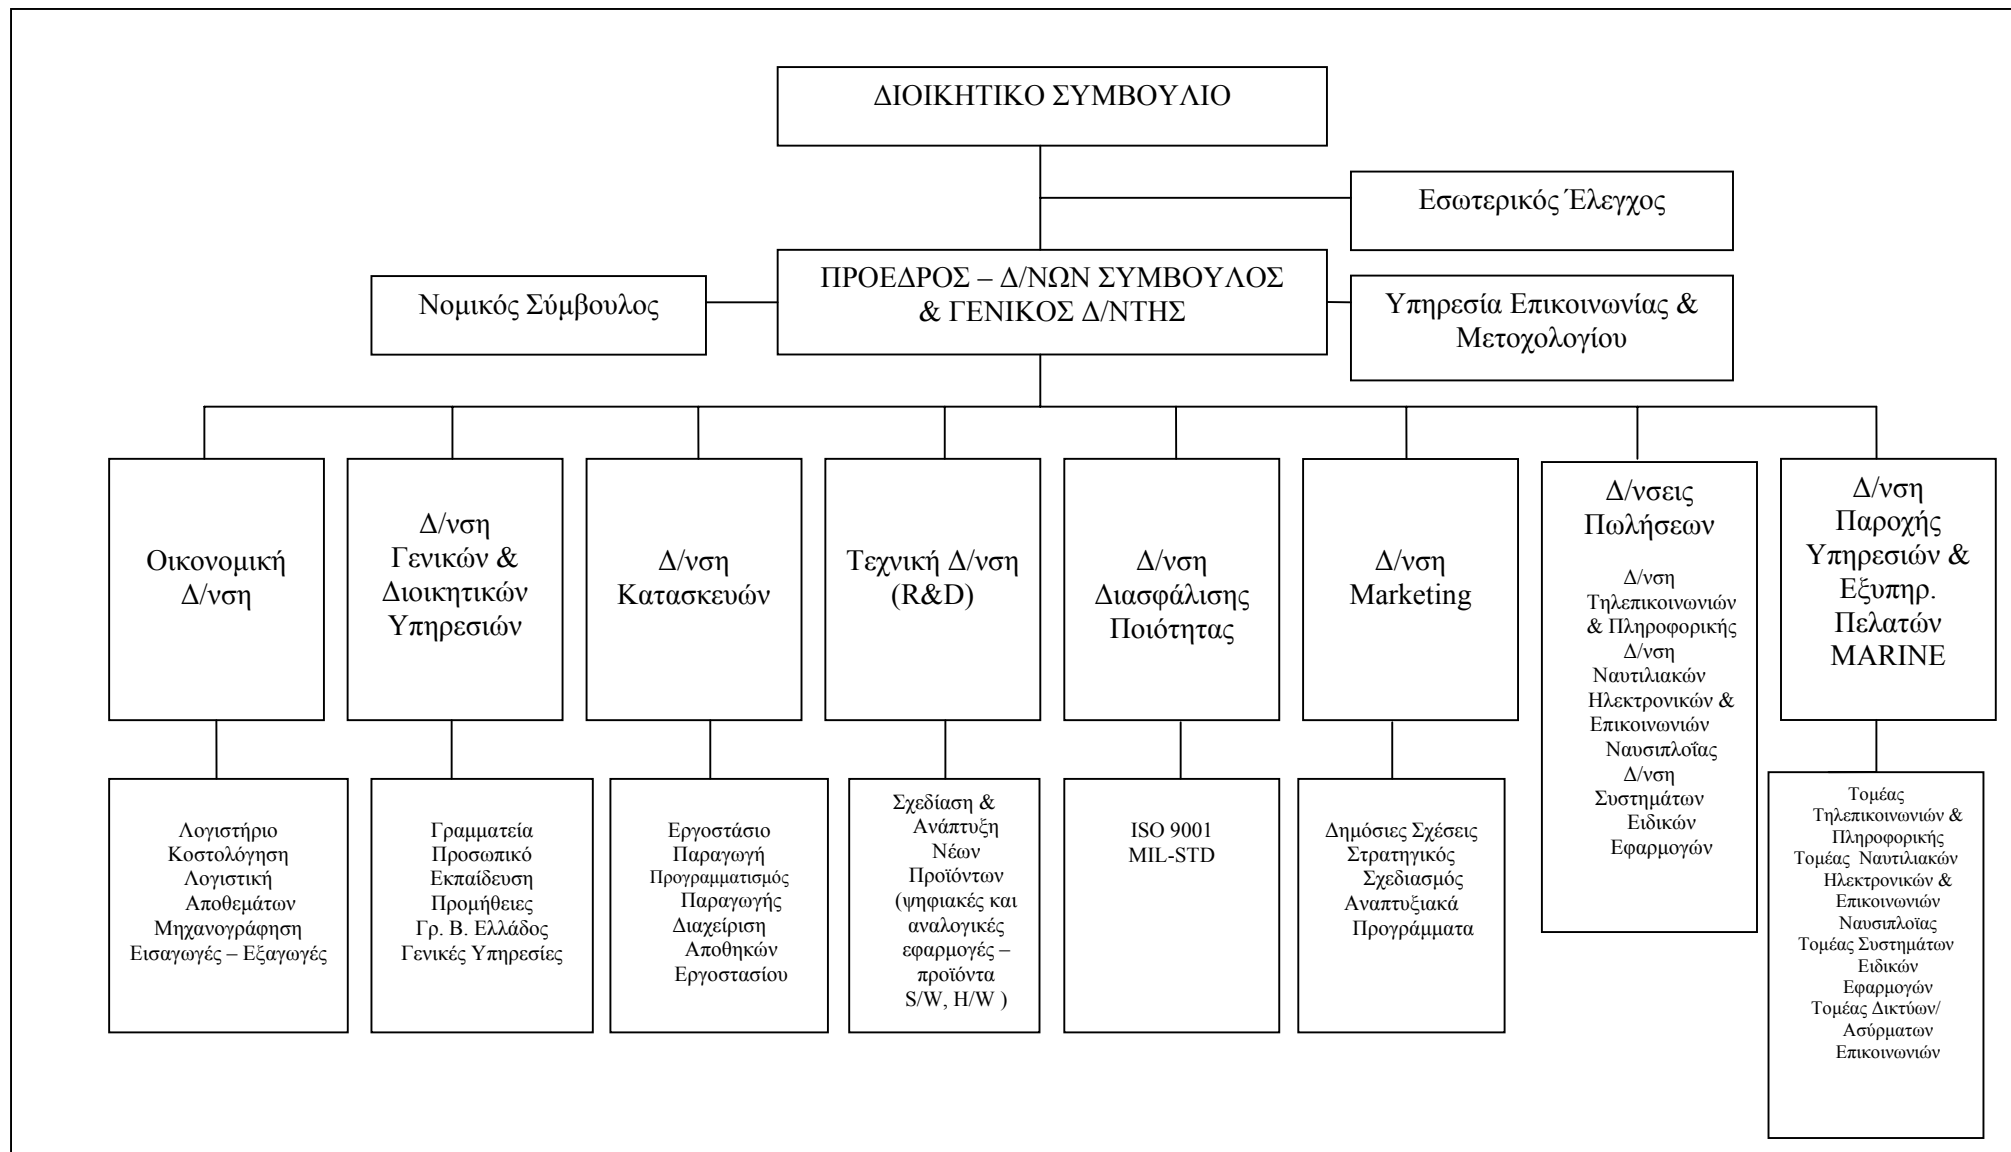 ΔΙΟΙΚΗΤΙΚΟ ΣΥΜΒΟΥΛΙΟ
Εσωτερικός Έλεγχος
Νομικός Σύμβουλος
ΠΡΟΕΔΡΟΣ – Δ/ΝΩΝ ΣΥΜΒΟΥΛΟΣ
& ΓΕΝΙΚΟΣ Δ/ΝΤΗΣ
Υπηρεσία Επικοινωνίας &
Μετοχολογίου
Οικονομική
Δ/νση
Δ/νση
Γενικών &
Διοικητικών
Υπηρεσιών
Δ/νση
Κατασκευών
Τεχνική Δ/νση
(R&D)
Δ/νση
Διασφάλισης
Ποιότητας
Δ/νση
Marketing
Δ/νσεις
Πωλήσεων
Δ/νση
Τηλεπικοινωνιών
& Πληροφορικής
Δ/νση
Ναυτιλιακών
Ηλεκτρονικών &
Επικοινωνιών
Ναυσιπλοΐας
Δ/νση
Συστημάτων
Ειδικών
Εφαρμογών
Δ/νση
Παροχής
Υπηρεσιών &
Εξυπηρ.
Πελατών
MARINE
Λογιστήριο
Κοστολόγηση
Λογιστική
Αποθεμάτων
Μηχανογράφηση
Εισαγωγές – Εξαγωγές
Γραμματεία
Προσωπικό
Εκπαίδευση
Προμήθειες
Γρ. Β. Ελλάδος
Γενικές Υπηρεσίες
Εργοστάσιο
Παραγωγή
Προγραμματισμός
Παραγωγής
Διαχείριση
Αποθηκών
Εργοστασίου
Σχεδίαση &
Ανάπτυξη
Νέων
Προϊόντων
(ψηφιακές και
αναλογικές
εφαρμογές –
προϊόντα
S/W, H/W )
ISO 9001
MIL-STD
Δημόσιες Σχέσεις
Στρατηγικός
Σχεδιασμός
Αναπτυξιακά
Προγράμματα
Τομέας
Τηλεπικοινωνιών &
Πληροφορικής
Τομέας Ναυτιλιακών
Ηλεκτρονικών &
Επικοινωνιών
Ναυσιπλοϊας
Τομέας Συστημάτων
Ειδικών
Εφαρμογών
Τομέας Δικτύων/
Ασύρματων
Επικοινωνιών